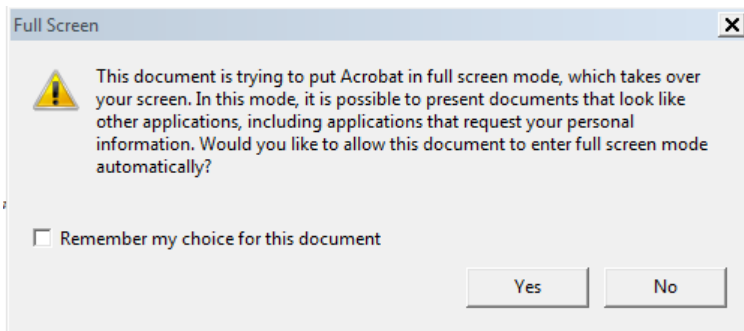 Full Screen
This document is trying to put Acrobat in full screen mode, which takes over
your screen. In this mode, it is possible to present documents that look like
other applications, including applications that request your personal
information. Would you like to allow this document to enter full screen mode
automatically?
Remember my choice for this document
Yes No